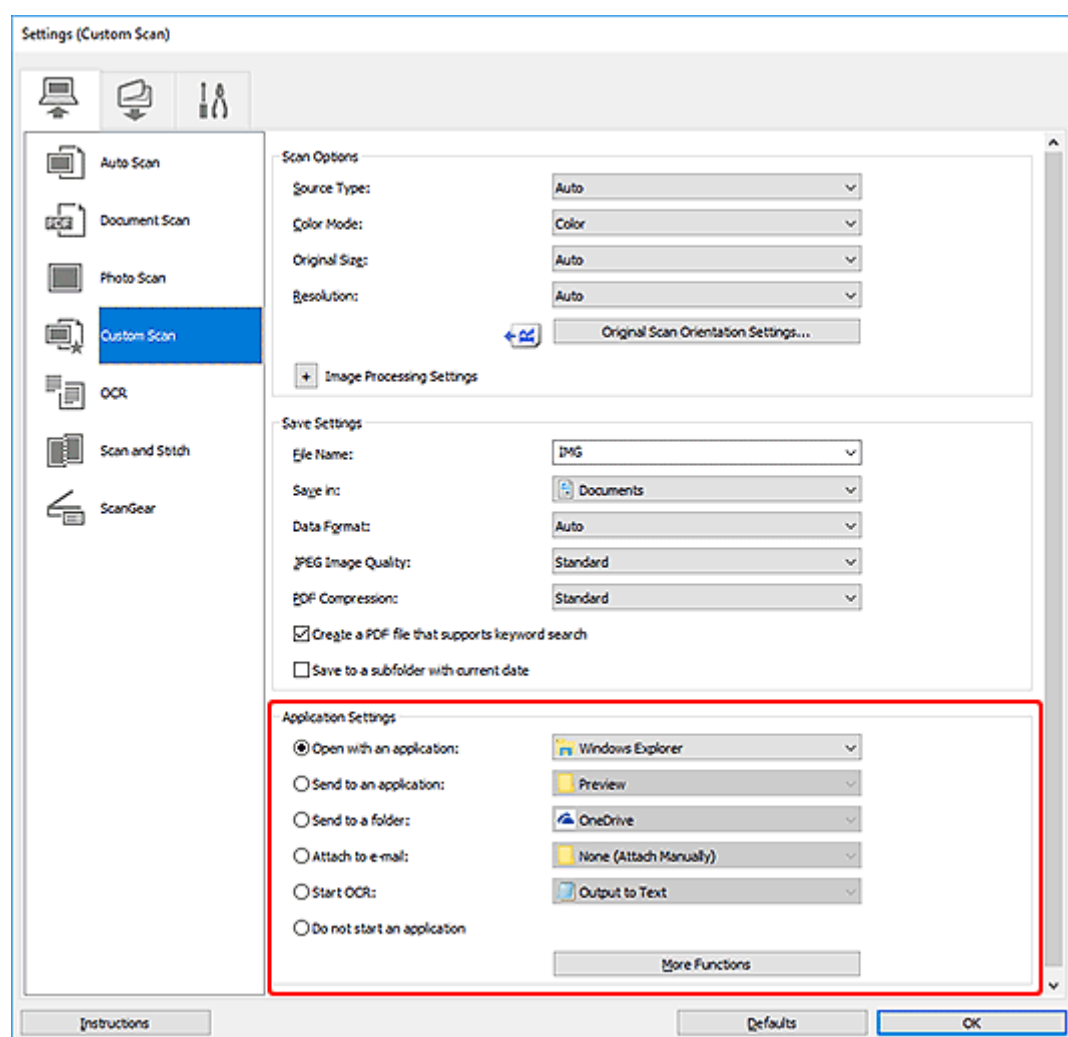 Settings (Custom Scan)
Auto Scan
Document Scan
Photo Scan
Custom Scan
OCR
Scan and Stitch
ScanGear
Scan Options
Source Type: Auto
Color Mode: Color
Original Size: Auto
Resolution: Auto
Original Scan Orientation Settings...
+ Image Processing Settings
Save Settings
File Name: IMG
Save in: Documents
Data Format: Auto
JPEG Image Quality: Standard
PDF Compression: Standard
Create a PDF file that supports keyword search
Save to a subfolder with current date
Application Settings
Open with an application: Windows Explorer
Send to an application: Preview
Send to a folder: OneDrive
Attach to e-mail: None (Attach Manually)
Start OCR: Output to Text
Do not start an application
More Functions
Instructions
Defaults
OK